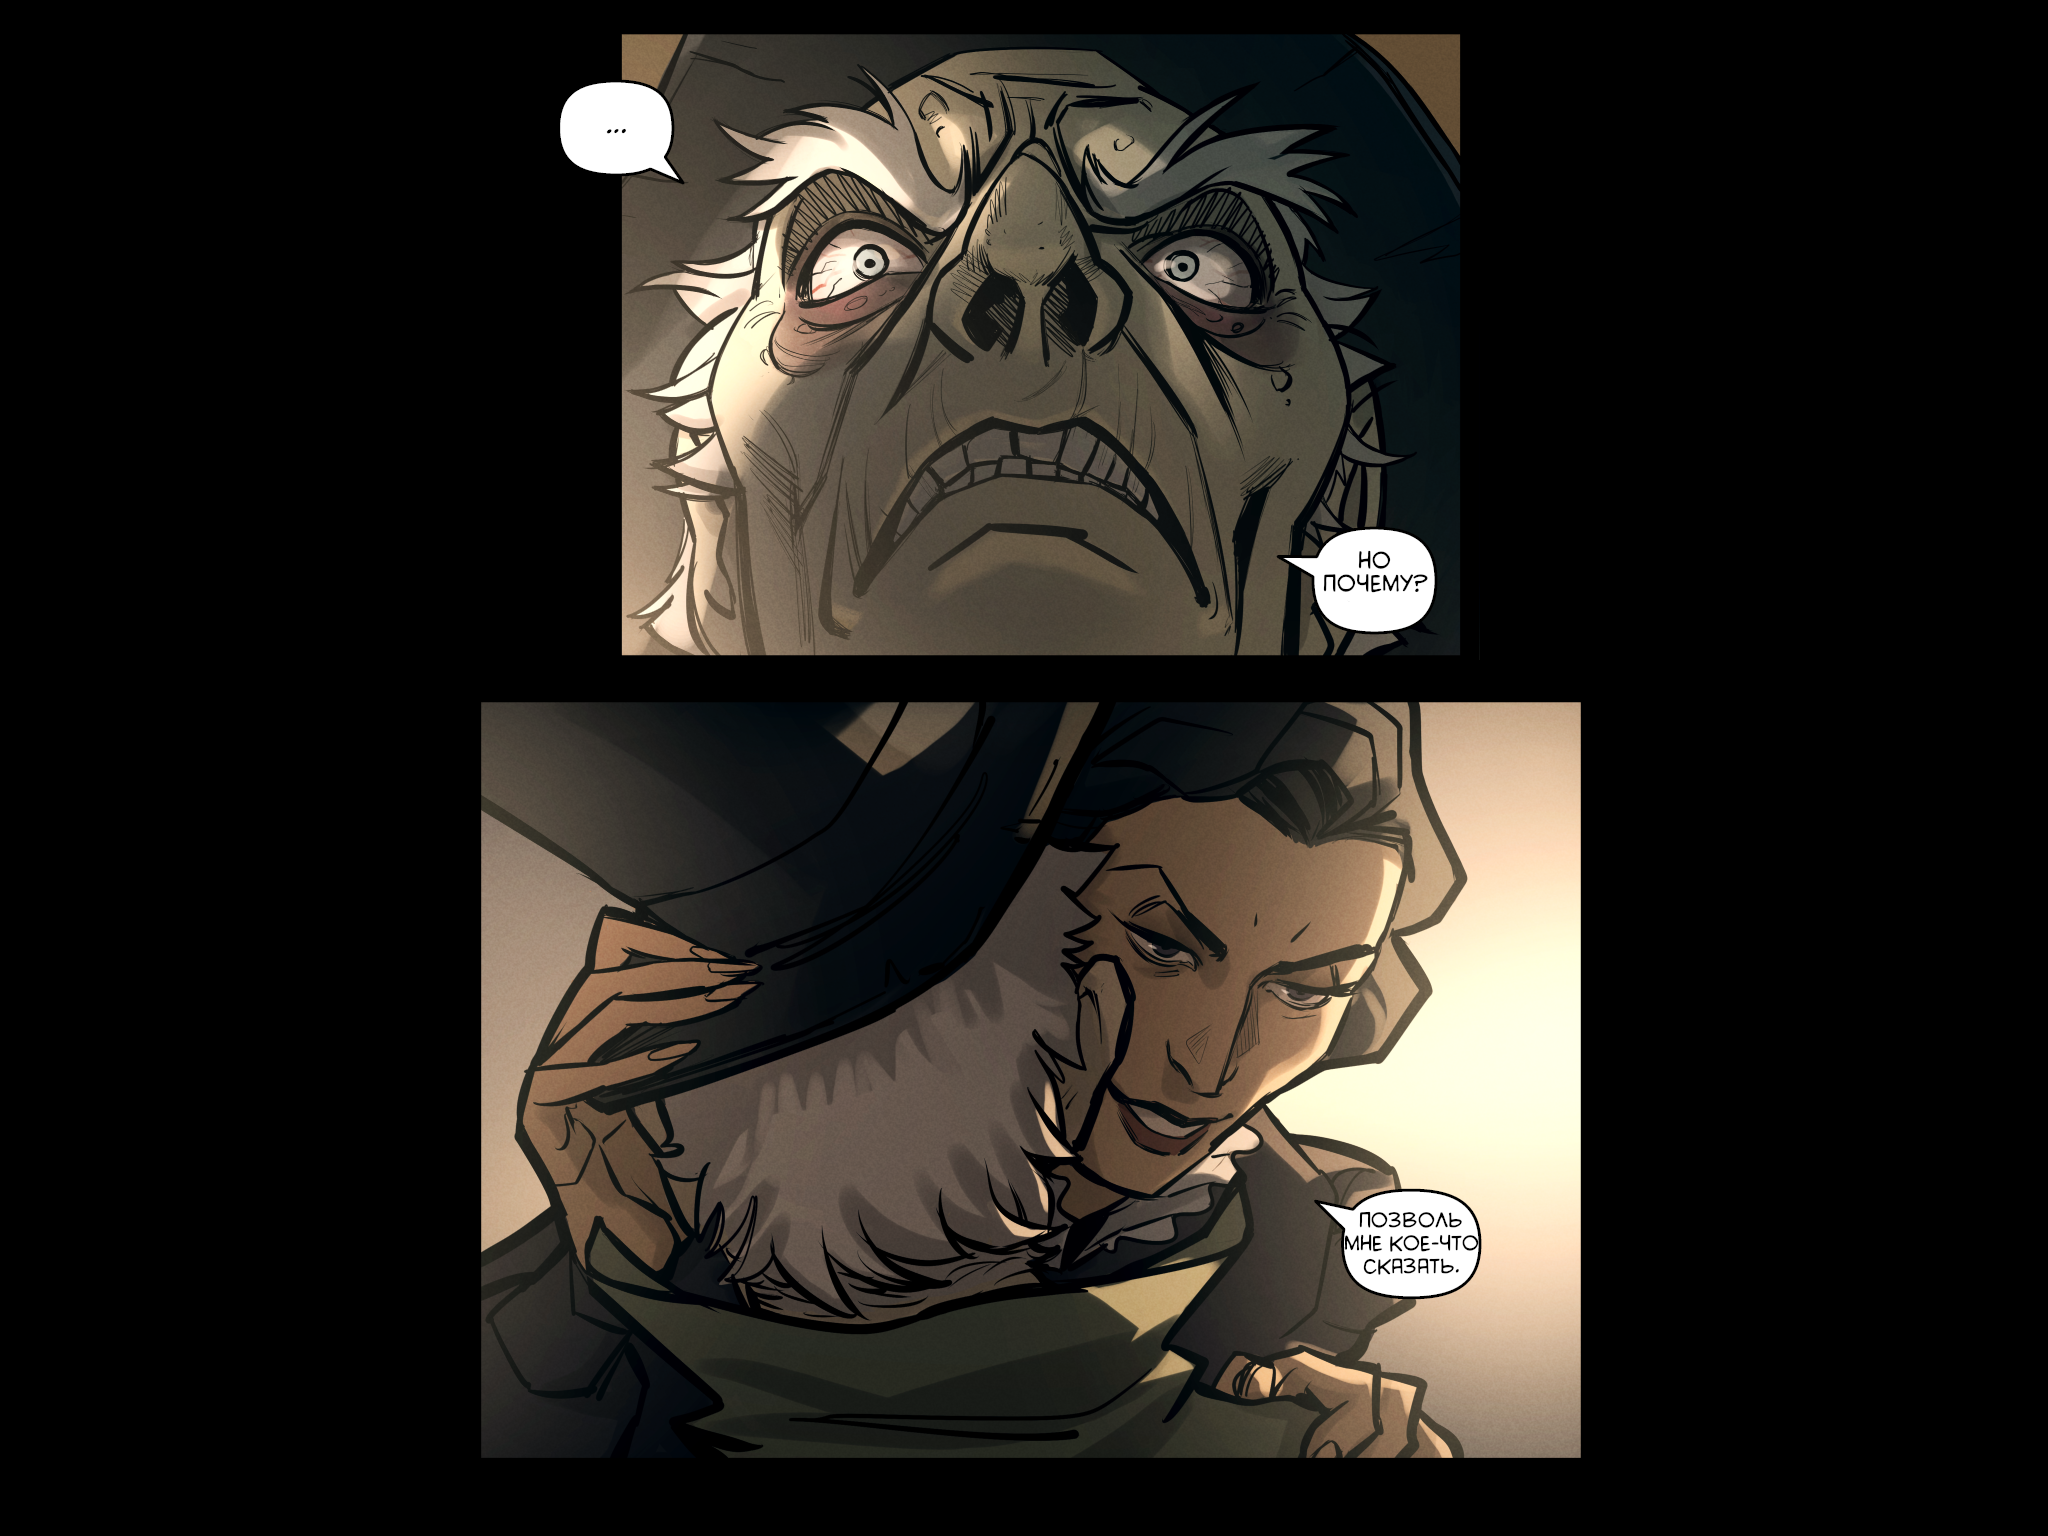 ...
НО
ПОЧЕМУ?
ПОЗВОЛЬ
МНЕ КОЕ-ЧТО
СКАЗАТЬ.